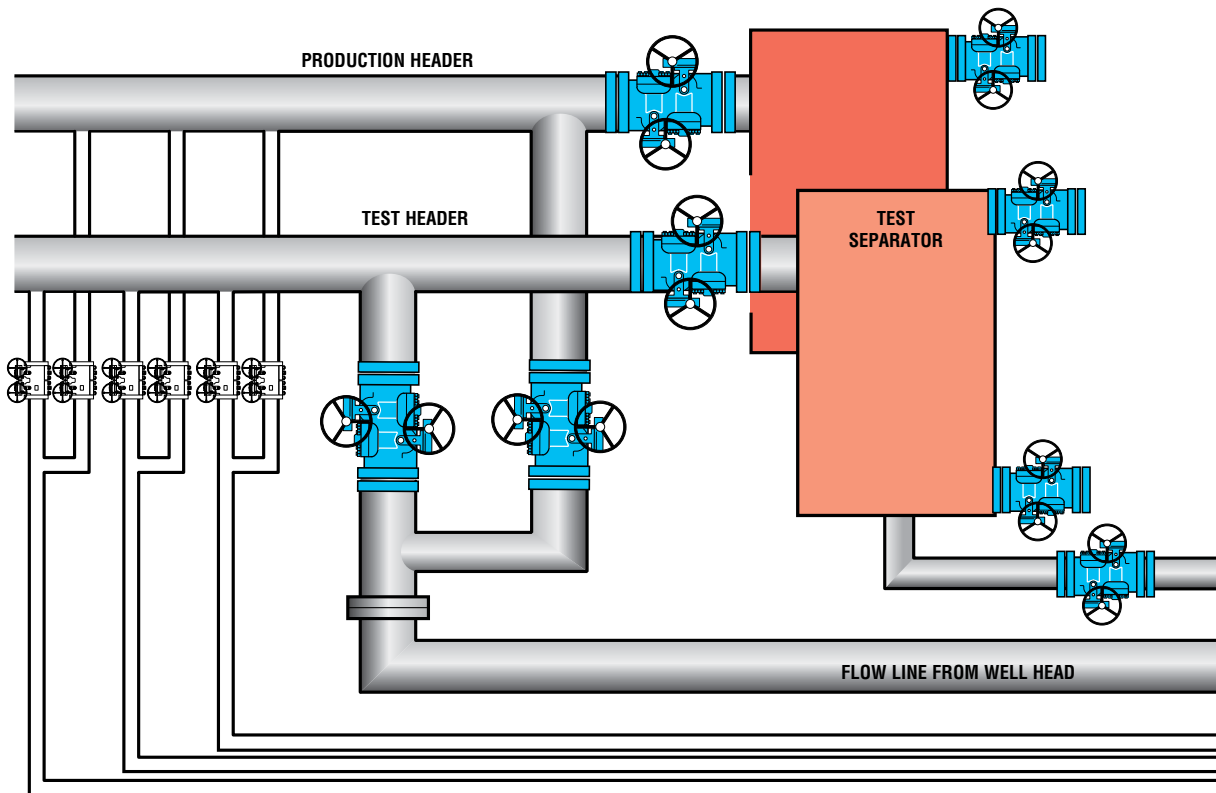 PRODUCTION HEADER
TEST HEADER
TEST
SEPARATOR
FLOW LINE FROM WELL HEAD